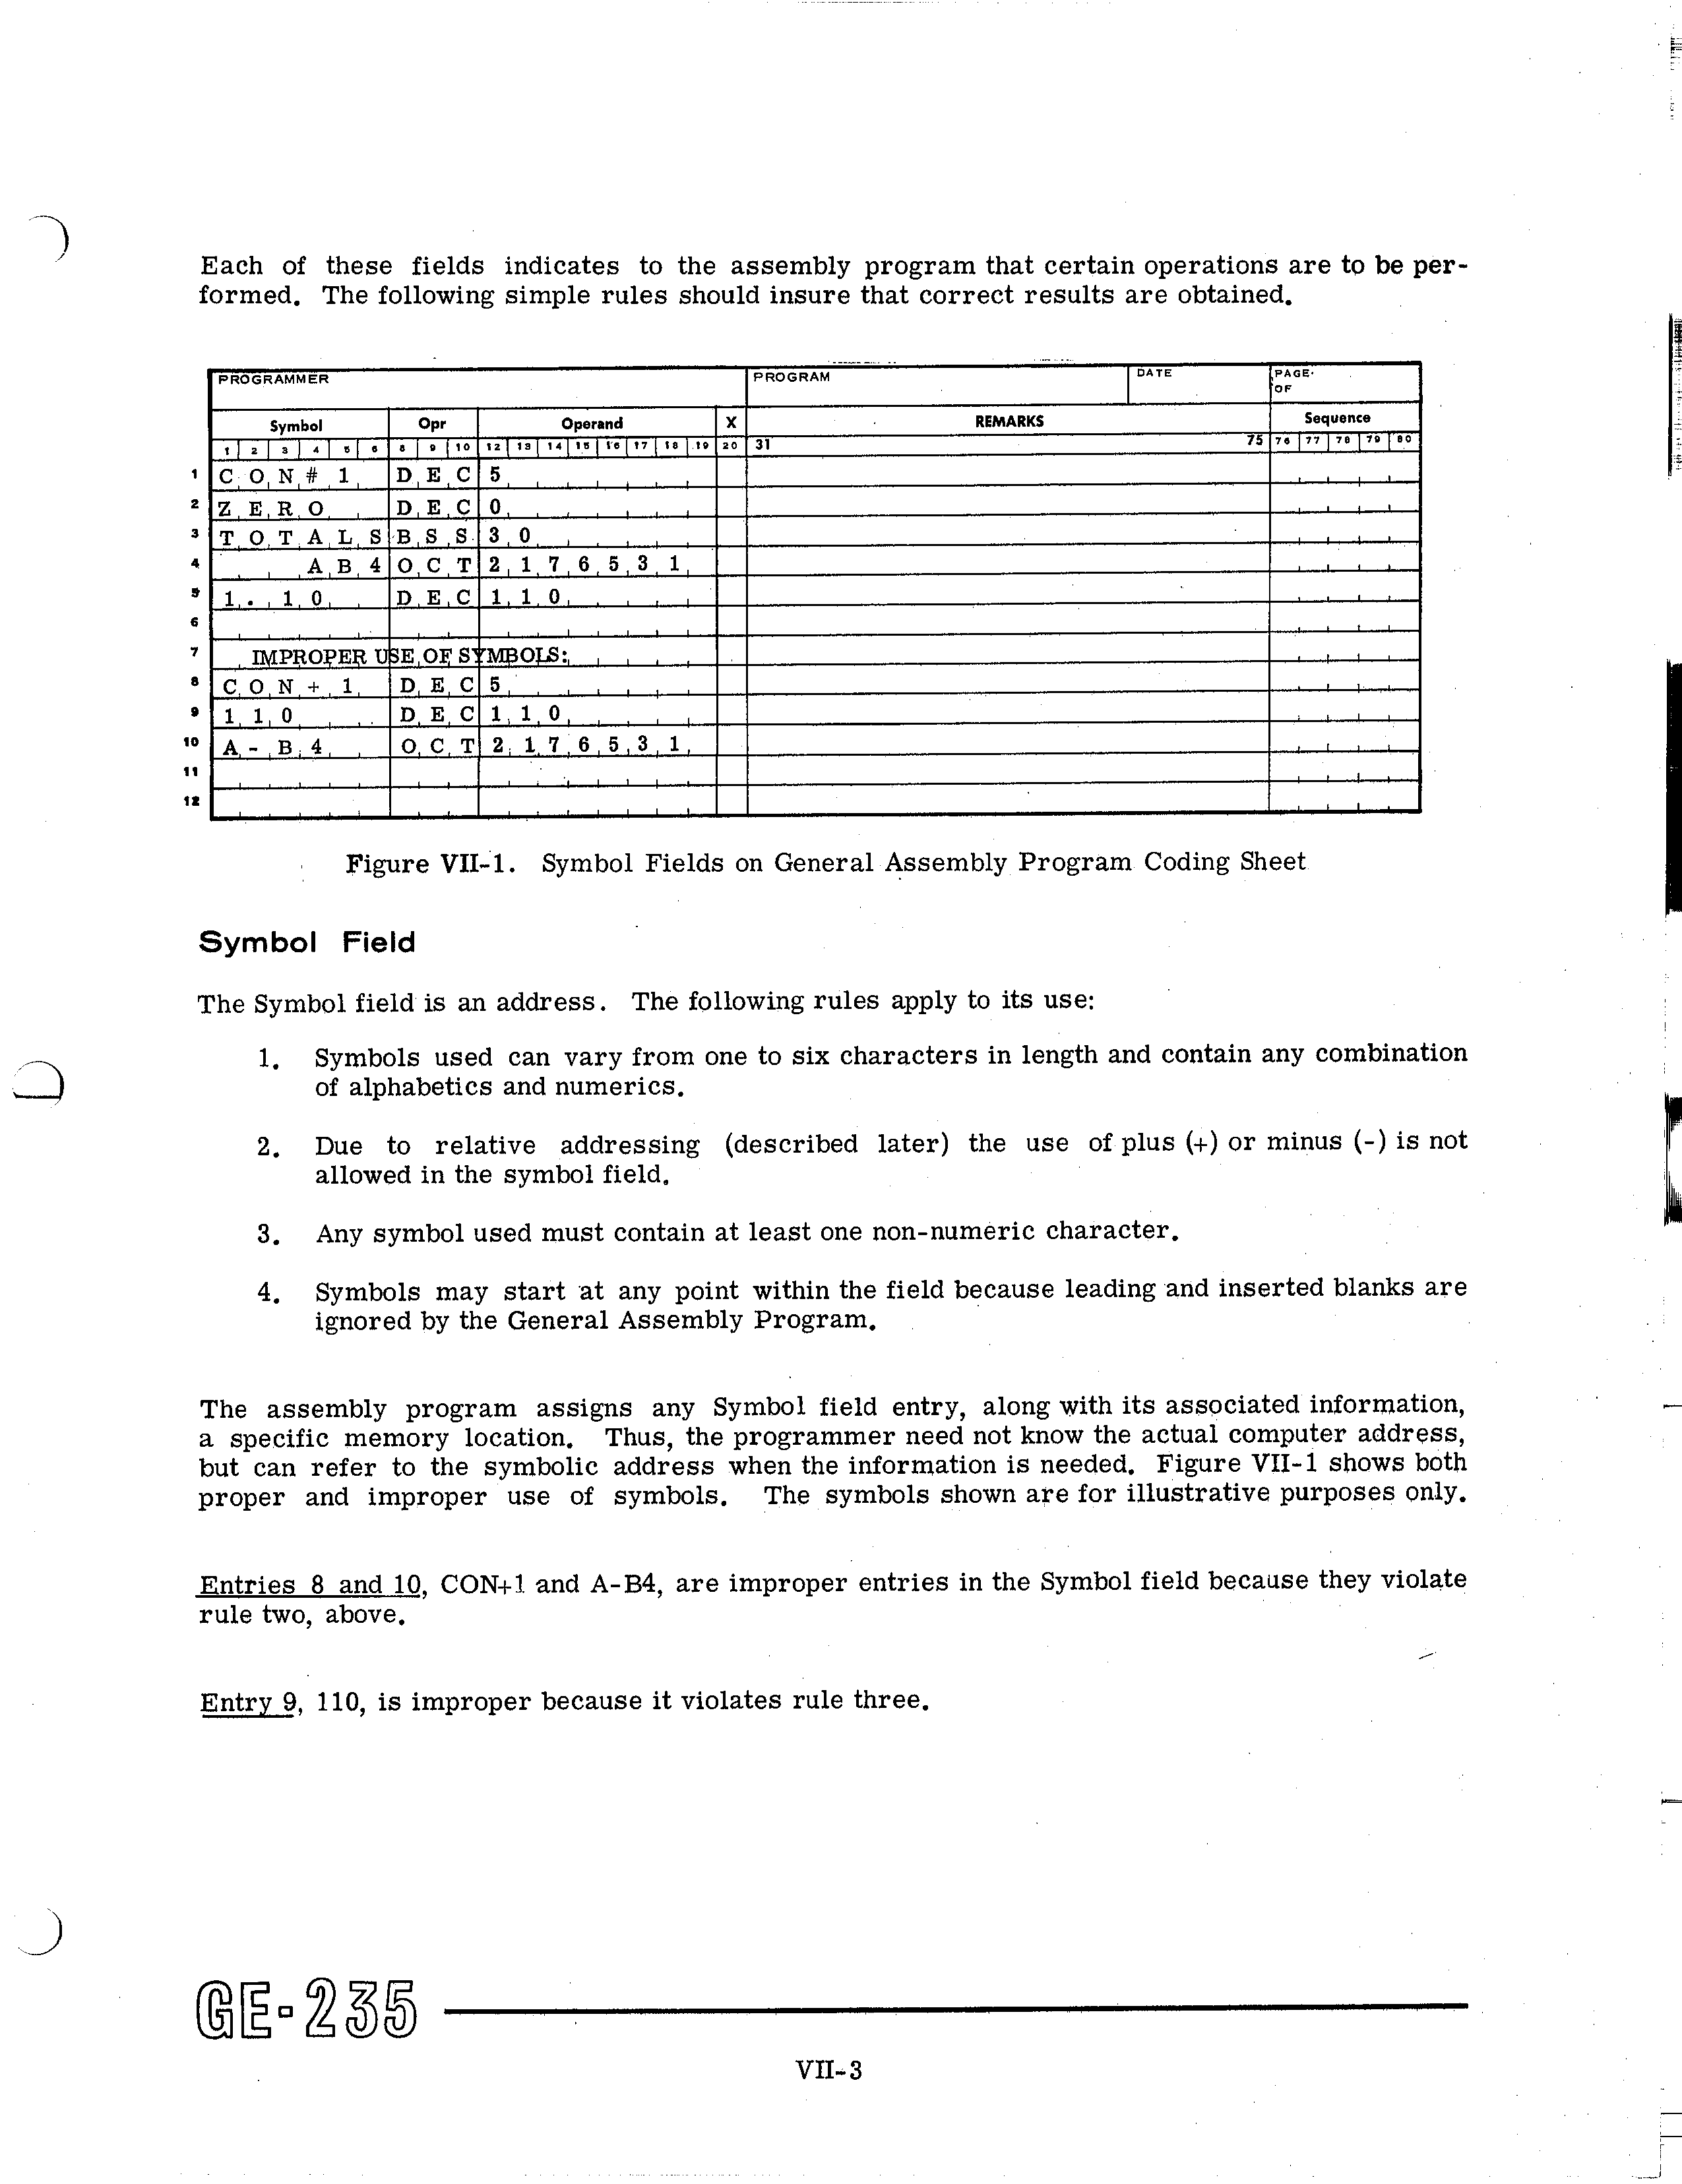 Each of these fields indicates to the assembly program that certain operations are to be per-
formed. The following simple rules should insure that correct results are obtained.
PROGRAMMER PROGRAM DATE PAGE
OF
Symbol Opr Operand X REMARKS Sequence
1 2 3 4 5 6 8 9 10 12 13 14 15 16 17 18 19 20 31 75 76 77 78 79 80
1 CON#1 DEC 5
2 ZERO DEC 0
3 TOTALS BSS 30
4 AB4 OCT 2176531
5 1.10 DEC 110
6
7 IMPROPER USE OF SYMBOLS:
8 CON+1 DEC 5
9 110 DEC 110
10 A-B4 OCT 2176531
11
12
Figure VII-1. Symbol Fields on General Assembly Program Coding Sheet
Symbol Field
The Symbol field is an address. The following rules apply to its use:
1. Symbols used can vary from one to six characters in length and contain any combination
of alphabetics and numerics.
2. Due to relative addressing (described later) the use of plus (+) or minus (-) is not
allowed in the symbol field.
3. Any symbol used must contain at least one non-numeric character.
4. Symbols may start at any point within the field because leading and inserted blanks are
ignored by the General Assembly Program.
The assembly program assigns any Symbol field entry, along with its associated information,
a specific memory location. Thus, the programmer need not know the actual computer address,
but can refer to the symbolic address when the information is needed. Figure VII-1 shows both
proper and improper use of symbols. The symbols shown are for illustrative purposes only.
Entries 8 and 10, CON+1 and A-B4, are improper entries in the Symbol field because they violate
rule two, above.
Entry 9, 110, is improper because it violates rule three.
GE-235
VII-3